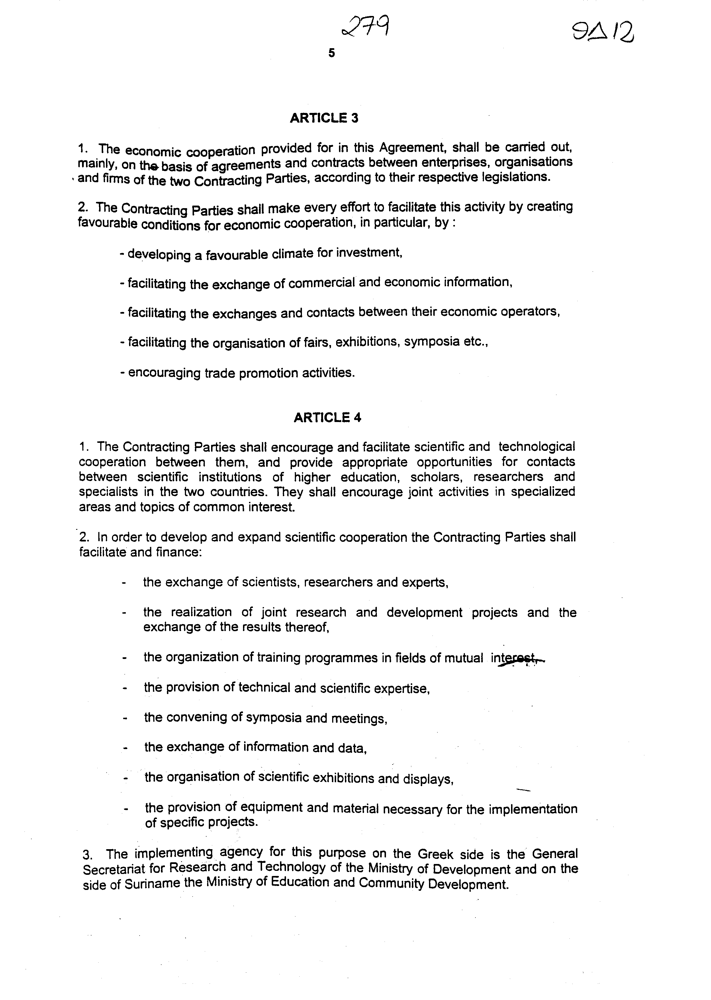 279
9Δ12
5
ARTICLE 3
1. The economic cooperation provided for in this Agreement, shall be carried out,
mainly, on the basis of agreements and contracts between enterprises, organisations
and firms of the two Contracting Parties, according to their respective legislations.
2. The Contracting Parties shall make every effort to facilitate this activity by creating
favourable conditions for economic cooperation, in particular, by :
- developing a favourable climate for investment,
- facilitating the exchange of commercial and economic information,
- facilitating the exchanges and contacts between their economic operators,
- facilitating the organisation of fairs, exhibitions, symposia etc.,
- encouraging trade promotion activities.
ARTICLE 4
1. The Contracting Parties shall encourage and facilitate scientific and technological
cooperation between them, and provide appropriate opportunities for contacts
between scientific institutions of higher education, scholars, researchers and
specialists in the two countries. They shall encourage joint activities in specialized
areas and topics of common interest.
2. In order to develop and expand scientific cooperation the Contracting Parties shall
facilitate and finance:
- the exchange of scientists, researchers and experts,
- the realization of joint research and development projects and the
exchange of the results thereof,
- the organization of training programmes in fields of mutual interest,
- the provision of technical and scientific expertise,
- the convening of symposia and meetings,
- the exchange of information and data,
- the organisation of scientific exhibitions and displays,
- the provision of equipment and material necessary for the implementation
of specific projects.
3. The implementing agency for this purpose on the Greek side is the General
Secretariat for Research and Technology of the Ministry of Development and on the
side of Suriname the Ministry of Education and Community Development.